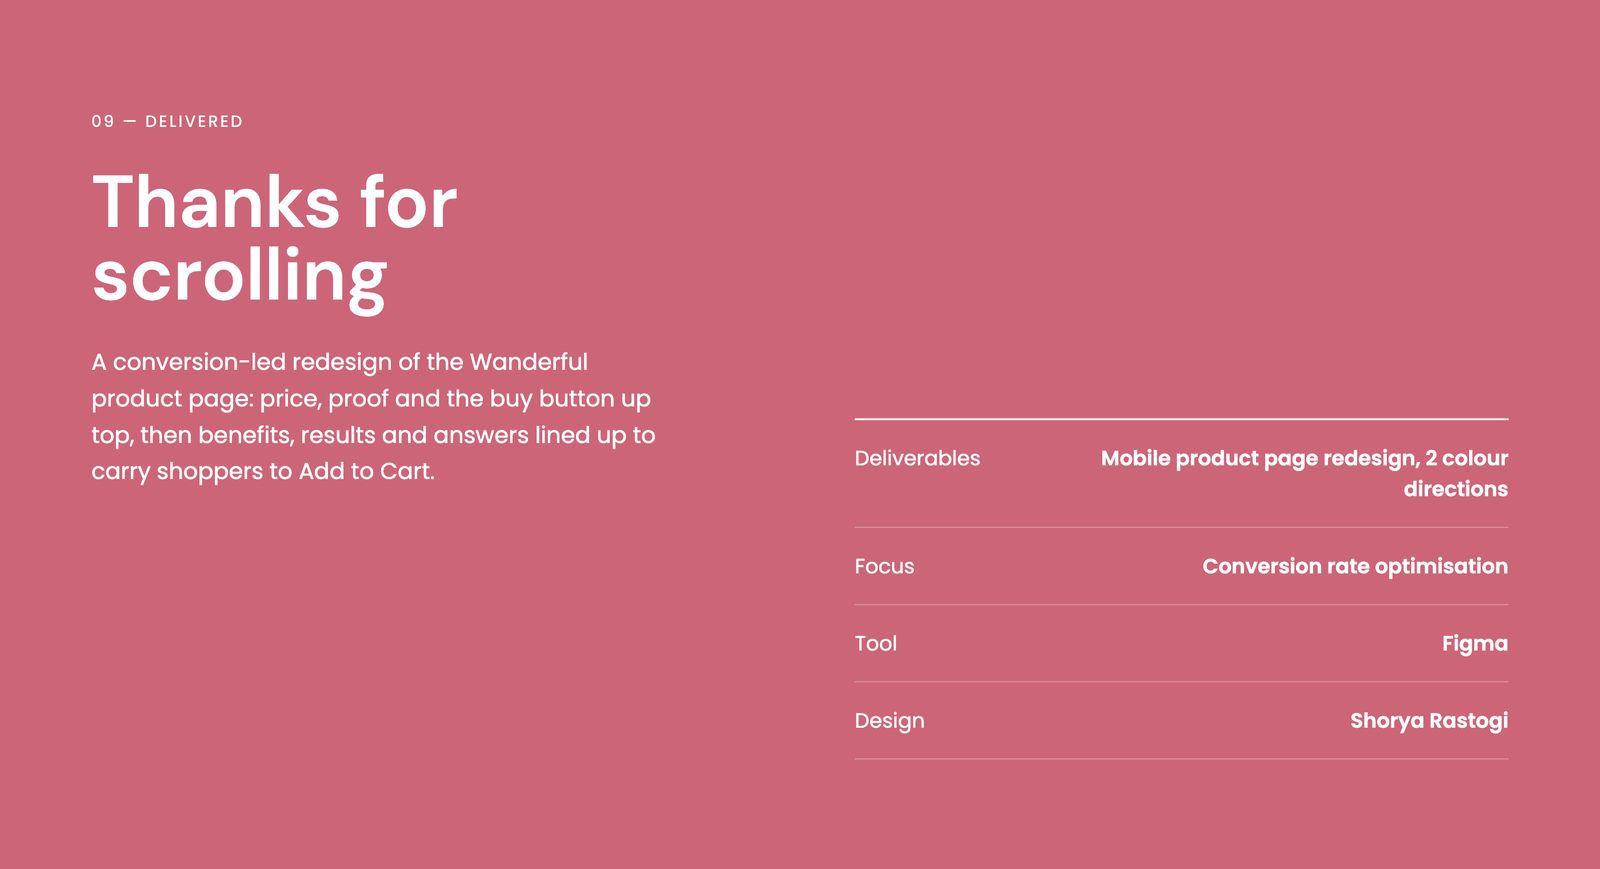 09 — DELIVERED
Thanks for
scrolling
A conversion-led redesign of the Wanderful
product page: price, proof and the buy button up
top, then benefits, results and answers lined up to
carry shoppers to Add to Cart.
Deliverables Mobile product page redesign, 2 colour
directions
Focus Conversion rate optimisation
Tool Figma
Design Shorya Rastogi